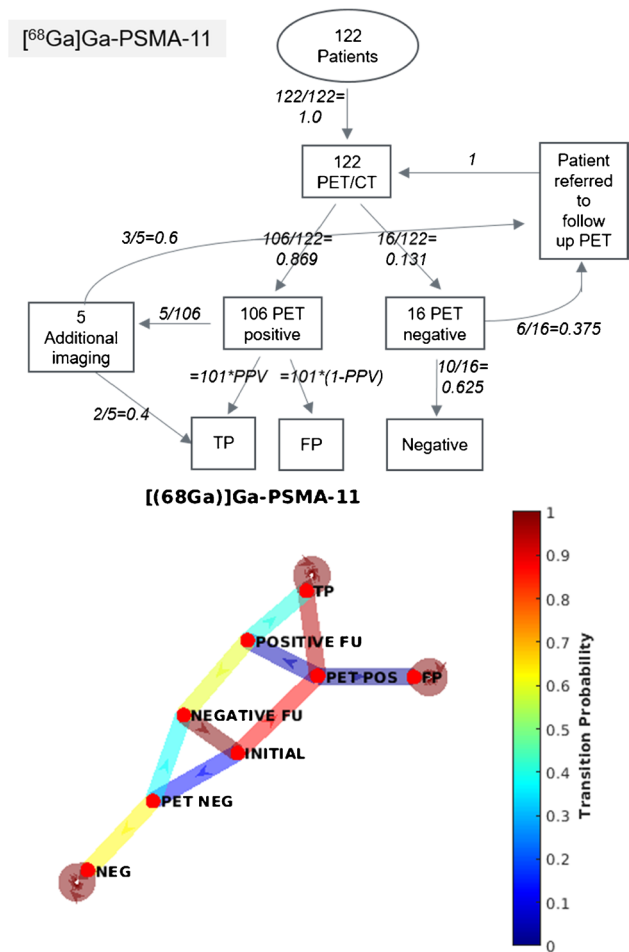 [⁶⁸Ga]Ga-PSMA-11
122
Patients
122/122=
1.0
122
PET/CT
1
Patient
referred
to
follow
up PET
3/5=0.6
106/122=
0.869
16/122=
0.131
5
Additional
imaging
5/106
106 PET
positive
16 PET
negative
6/16=0.375
=101*PPV
=101*(1-PPV)
10/16=
0.625
2/5=0.4
TP
FP
Negative
[(68Ga)]Ga-PSMA-11
TP
POSITIVE FU
PET POS
FP
NEGATIVE FU
INITIAL
PET NEG
NEG
1
0.9
0.8
0.7
0.6
0.5
0.4
0.3
0.2
0.1
0
Transition Probability